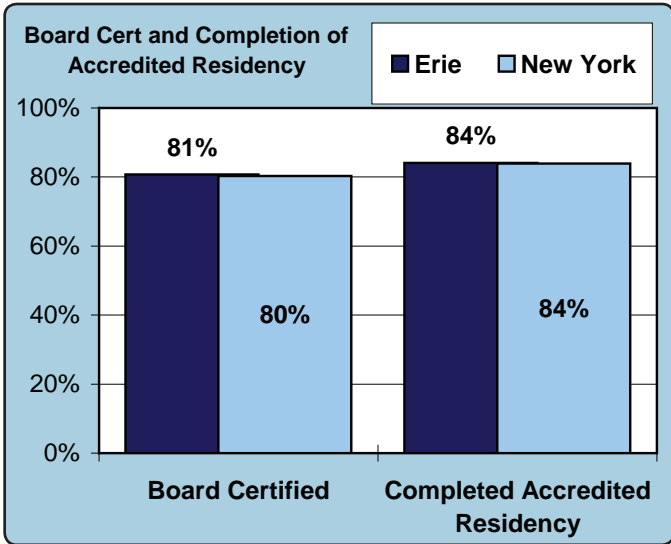 Board Cert and Completion of
Accredited Residency
Erie
New York
100%
80%
60%
40%
20%
0%
81%
80%
84%
84%
Board Certified
Completed Accredited
Residency